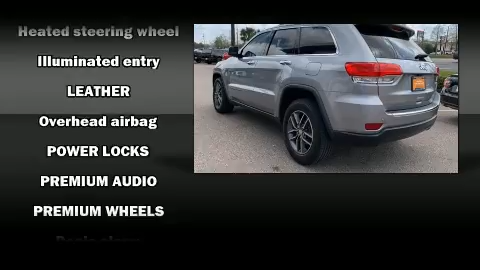 Heated steering wheel
Illuminated entry
LEATHER
Overhead airbag
POWER LOCKS
PREMIUM AUDIO
PREMIUM WHEELS